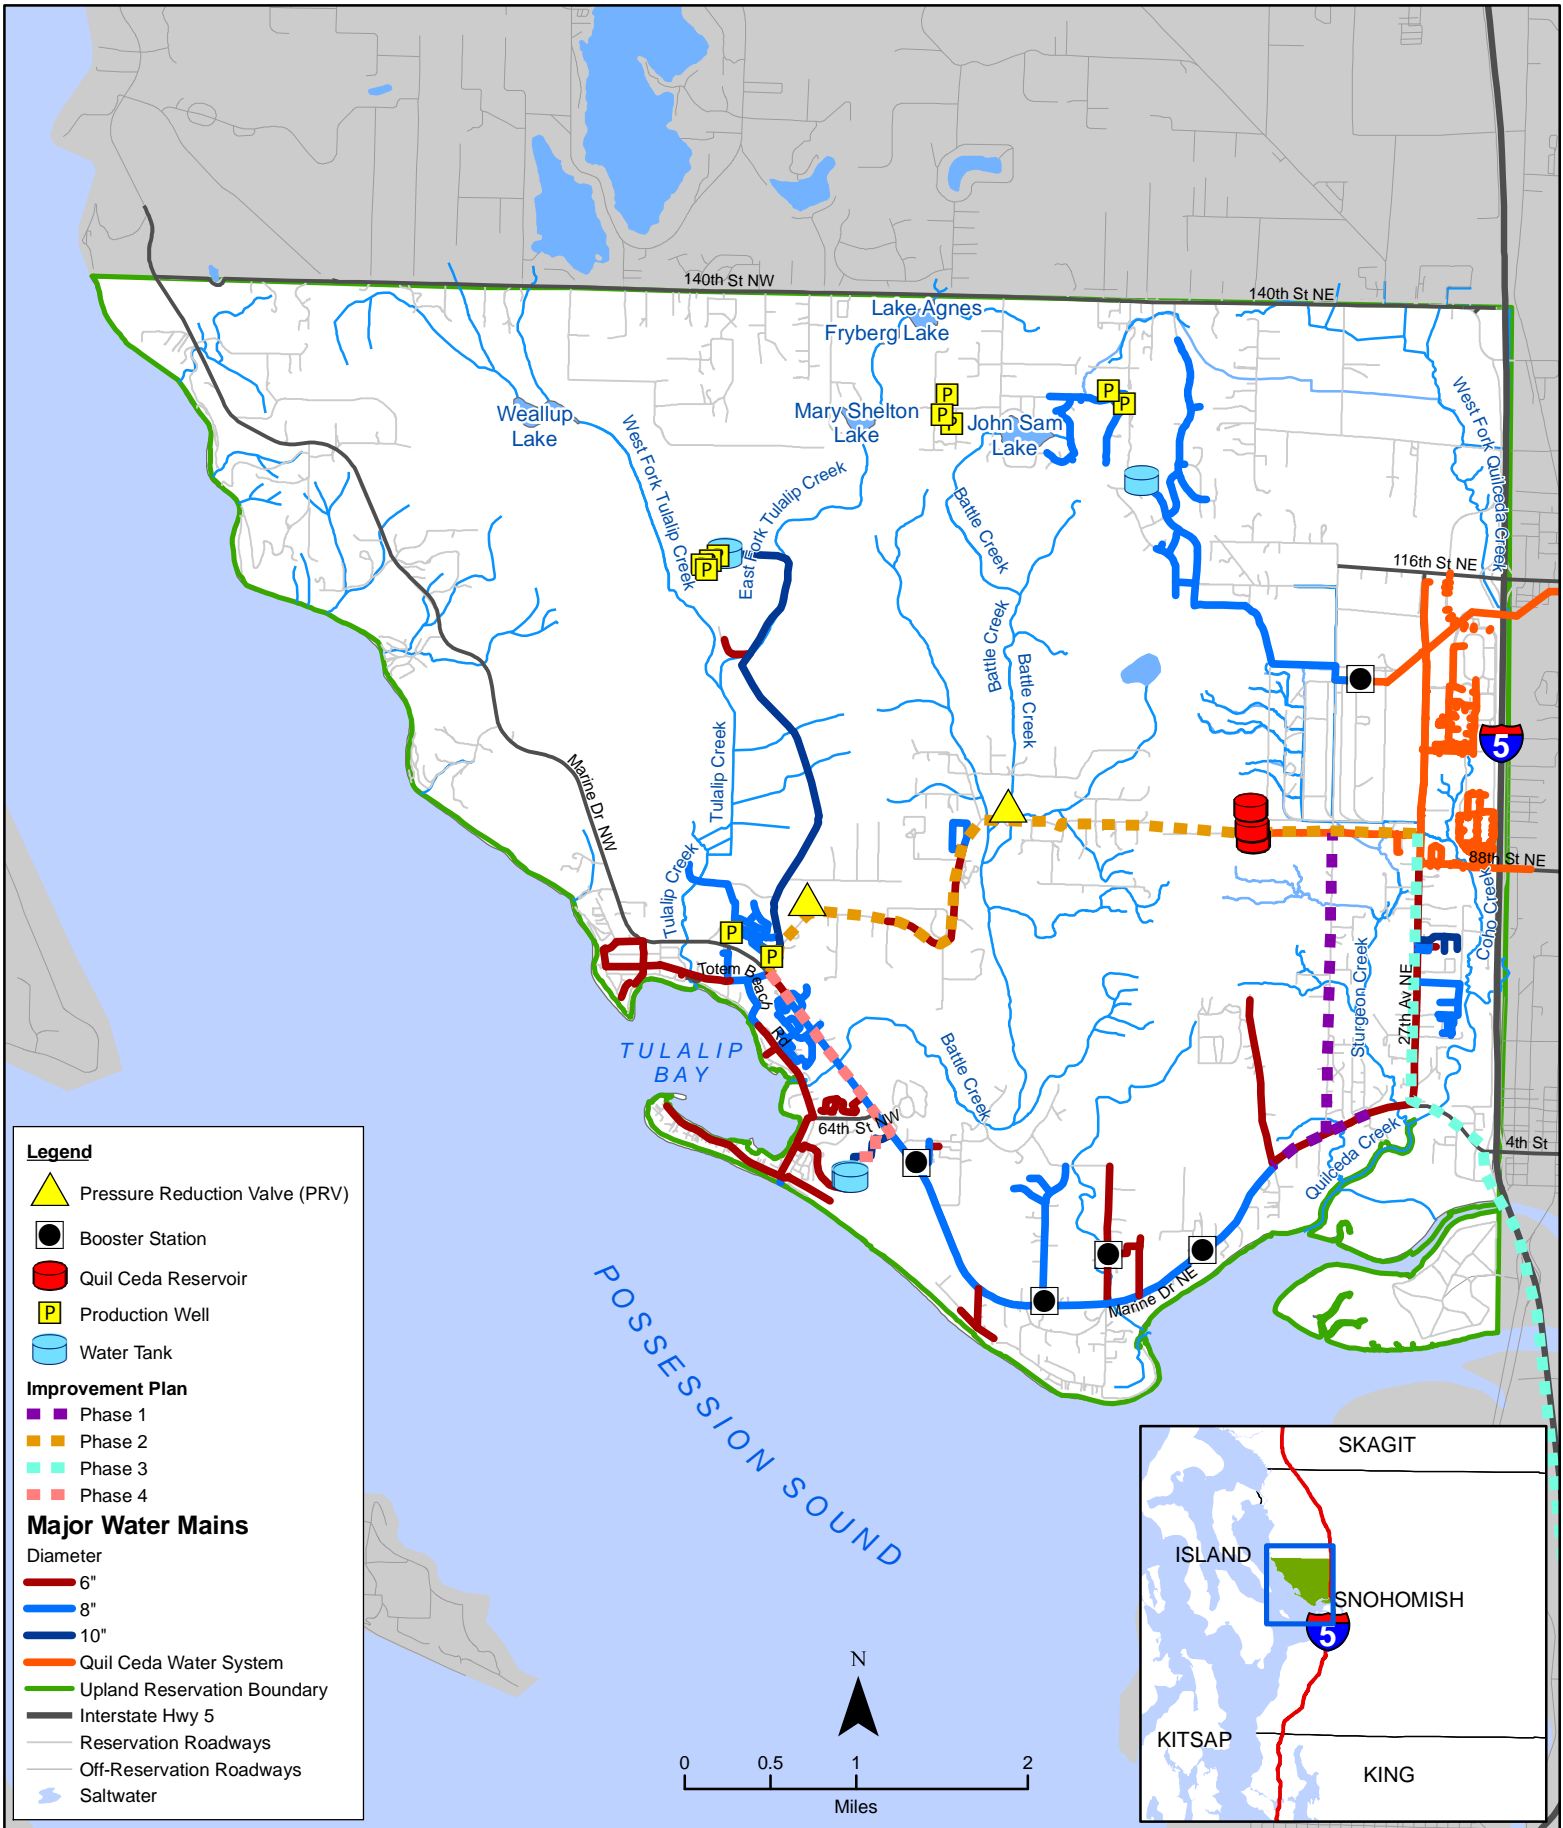 140th St NW
140th St NE
Lake Agnes
Fryberg Lake
Weallup
Lake
Mary Shelton
Lake
John Sam
Lake
P
P
P
P
P
West Fork Tulalip Creek
East Fork Tulalip Creek
Battle Creek
West Fork Quilceda Creek
116th St NE
P
Battle Creek
Battle Creek
5
Tulalip Creek
Marine Dr NW
Tulalip Creek
88th St NE
Coho Creek
P
P
Totem Beach
Rd
Sturgeon Creek
27th Av NE
TULALIP
BAY
Battle Creek
64th St NW
Quilceda Creek
4th St
Marine Dr NE
POSSESSION SOUND
Legend
Pressure Reduction Valve (PRV)
Booster Station
Quil Ceda Reservoir
P Production Well
Water Tank
Improvement Plan
Phase 1
Phase 2
Phase 3
Phase 4
Major Water Mains
Diameter
6"
8"
10"
Quil Ceda Water System
Upland Reservation Boundary
Interstate Hwy 5
Reservation Roadways
Off-Reservation Roadways
Saltwater
N
0 0.5 1 2
Miles
SKAGIT
ISLAND
SNOHOMISH
5
KITSAP
KING